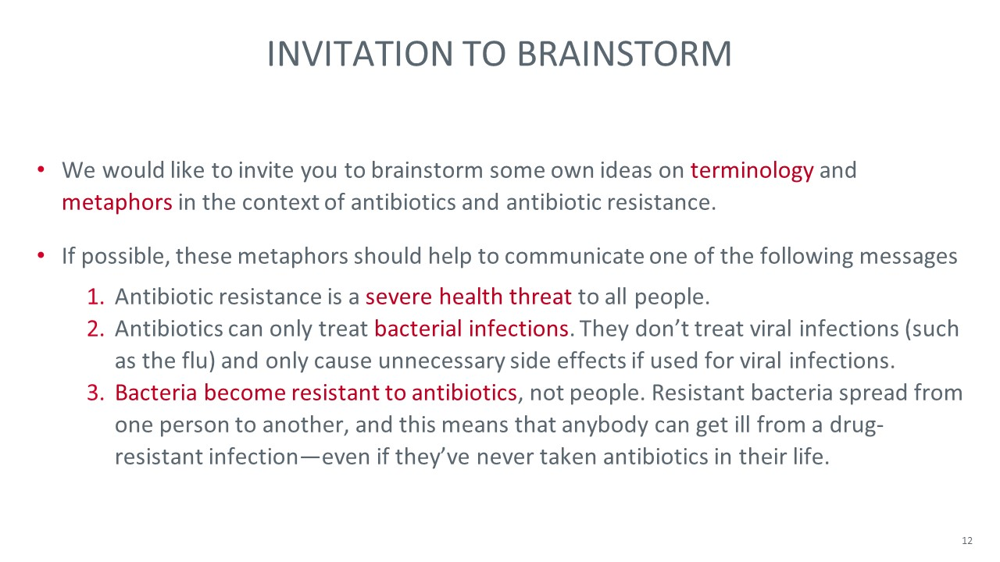 INVITATION TO BRAINSTORM
• We would like to invite you to brainstorm some own ideas on terminology and
metaphors in the context of antibiotics and antibiotic resistance.
• If possible, these metaphors should help to communicate one of the following messages
1. Antibiotic resistance is a severe health threat to all people.
2. Antibiotics can only treat bacterial infections. They don’t treat viral infections (such
as the flu) and only cause unnecessary side effects if used for viral infections.
3. Bacteria become resistant to antibiotics, not people. Resistant bacteria spread from
one person to another, and this means that anybody can get ill from a drug-
resistant infection—even if they’ve never taken antibiotics in their life.
12